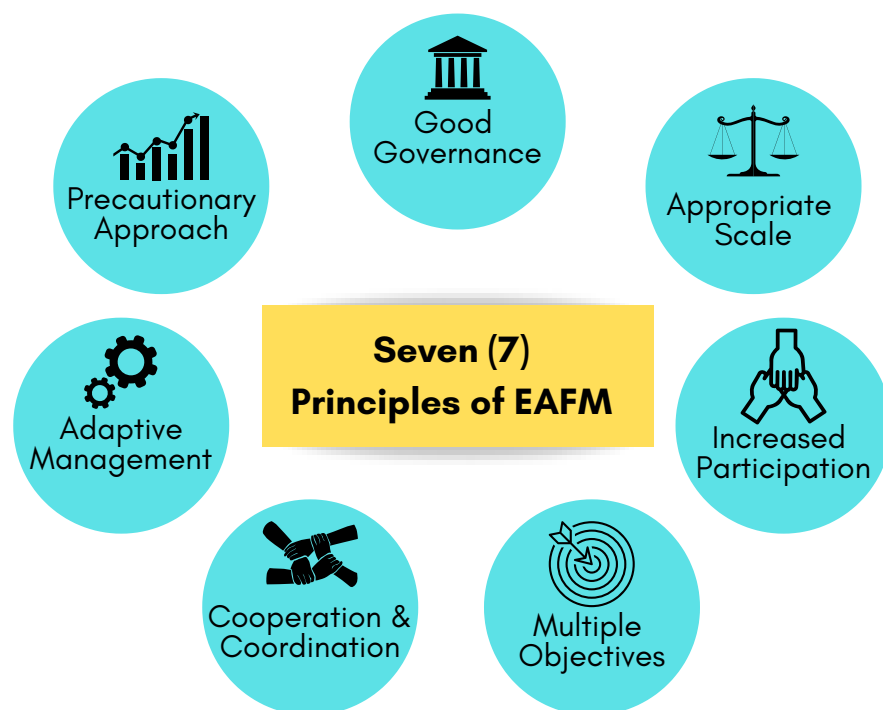 Good
Governance
Precautionary
Approach
Appropriate
Scale
Seven (7)
Principles of EAFM
Adaptive
Management
Increased
Participation
Cooperation &
Coordination
Multiple
Objectives